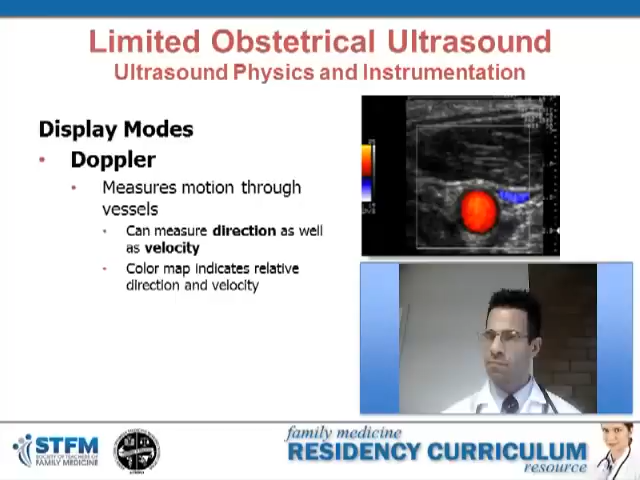 Limited Obstetrical Ultrasound
Ultrasound Physics and Instrumentation
Display Modes
• Doppler
• Measures motion through
vessels
• Can measure direction as well
as velocity
• Color map indicates relative
direction and velocity
STFM
SOCIETY OF TEACHERS OF
FAMILY MEDICINE
family medicine
RESIDENCY CURRICULUM
resource